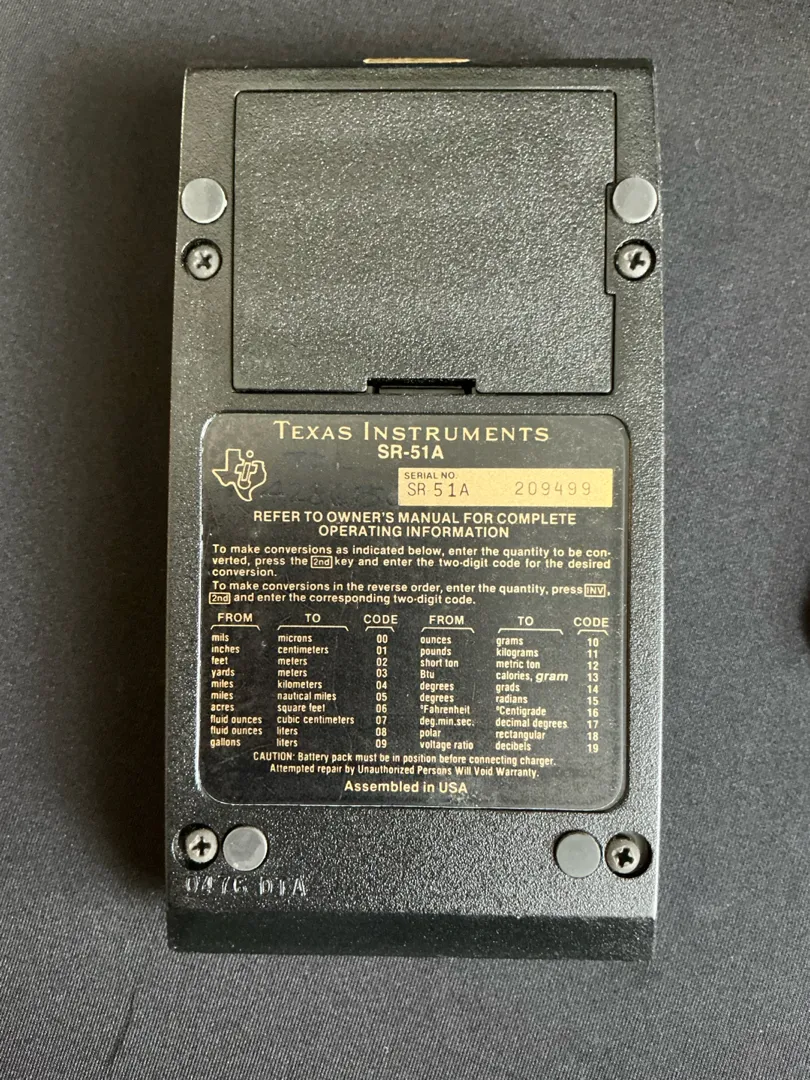 TEXAS INSTRUMENTS
SR-51A
SERIAL NO.
SR 51A 209499
REFER TO OWNER'S MANUAL FOR COMPLETE
OPERATING INFORMATION
To make conversions as indicated below, enter the quantity to be con-
verted, press the 2nd key and enter the two-digit code for the desired
conversion.
To make conversions in the reverse order, enter the quantity, press INV,
2nd and enter the corresponding two-digit code.
FROM TO CODE FROM TO CODE
mils microns 00 ounces grams 10
inches centimeters 01 pounds kilograms 11
feet meters 02 short ton metric ton 12
yards meters 03 Btu calories, gram 13
miles kilometers 04 degrees grads 14
miles nautical miles 05 degrees radians 15
acres square feet 06 °Fahrenheit °Centigrade 16
fluid ounces cubic centimeters 07 deg.min.sec. decimal degrees 17
fluid ounces liters 08 polar rectangular 18
gallons liters 09 voltage ratio decibels 19
CAUTION: Battery pack must be in position before connecting charger.
Attempted repair by Unauthorized Persons Will Void Warranty.
Assembled in USA
0476 DTA